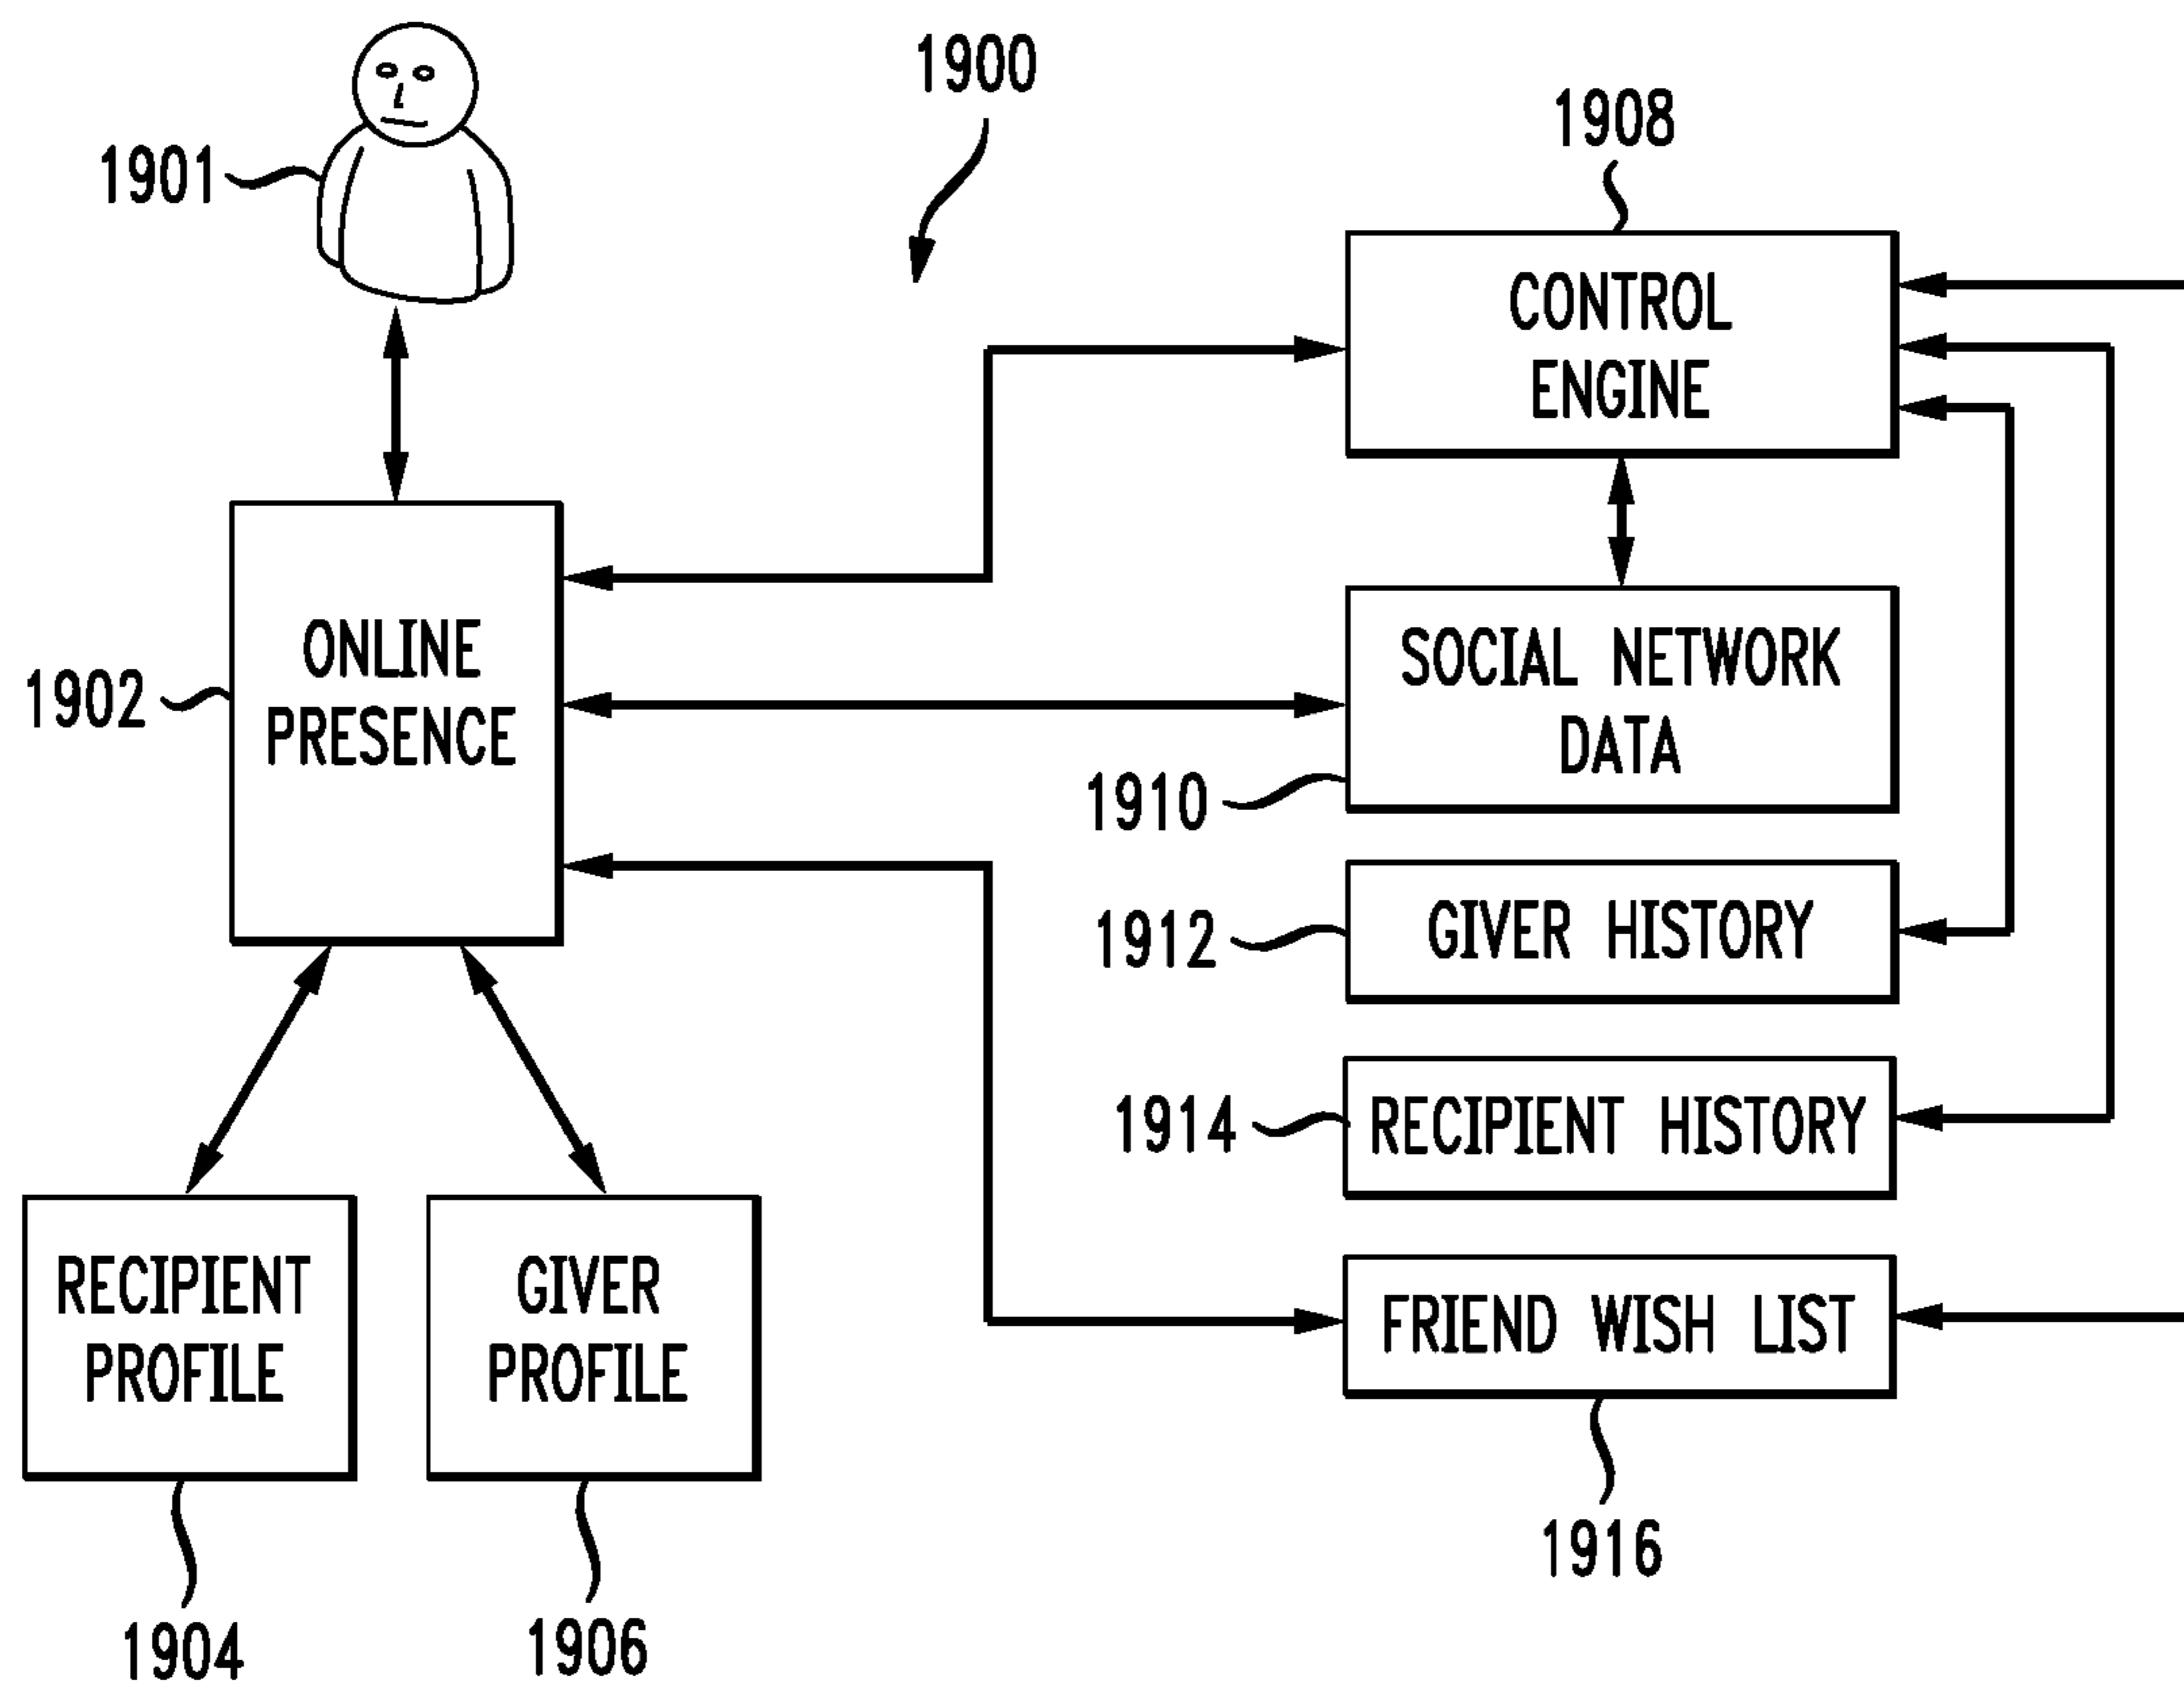 1900
1901
1908
CONTROL
ENGINE
ONLINE
PRESENCE
1902
SOCIAL NETWORK
DATA
1910
GIVER HISTORY
1912
RECIPIENT HISTORY
1914
RECIPIENT
PROFILE
GIVER
PROFILE
FRIEND WISH LIST
1916
1904
1906